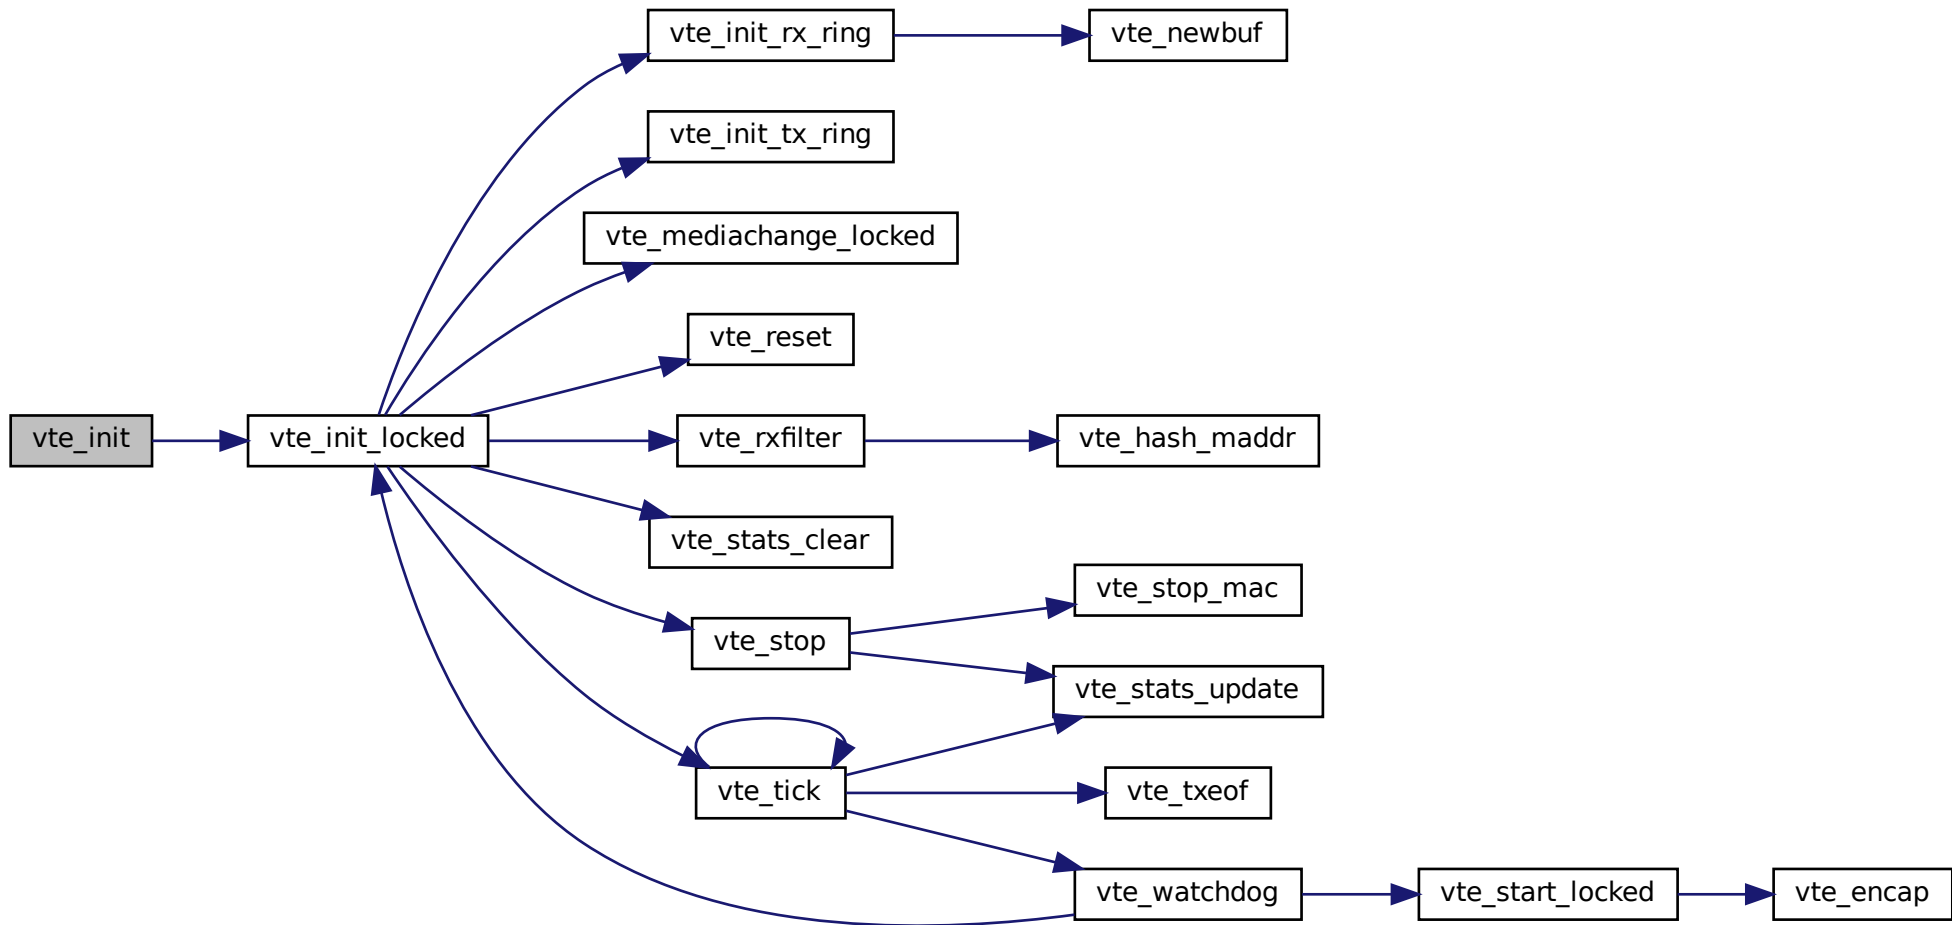 vte_init_rx_ring
vte_newbuf
vte_init_tx_ring
vte_mediachange_locked
vte_reset
vte_init
vte_init_locked
vte_rxfilter
vte_hash_maddr
vte_stats_clear
vte_stop_mac
vte_stop
vte_stats_update
vte_tick
vte_txeof
vte_watchdog
vte_start_locked
vte_encap